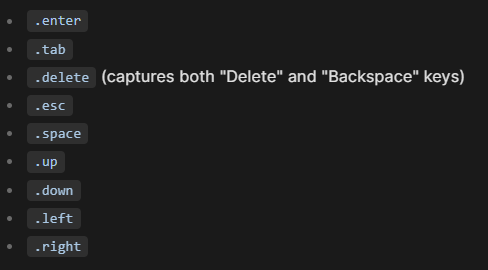 .enter
.tab
.delete (captures both "Delete" and "Backspace" keys)
.esc
.space
.up
.down
.left
.right